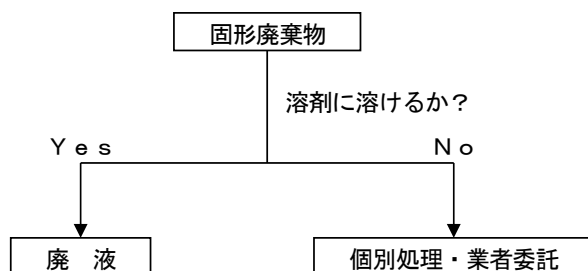 固形廃棄物
溶剤に溶けるか？
Ｙｅｓ
Ｎｏ
廃　液
個別処理・業者委託